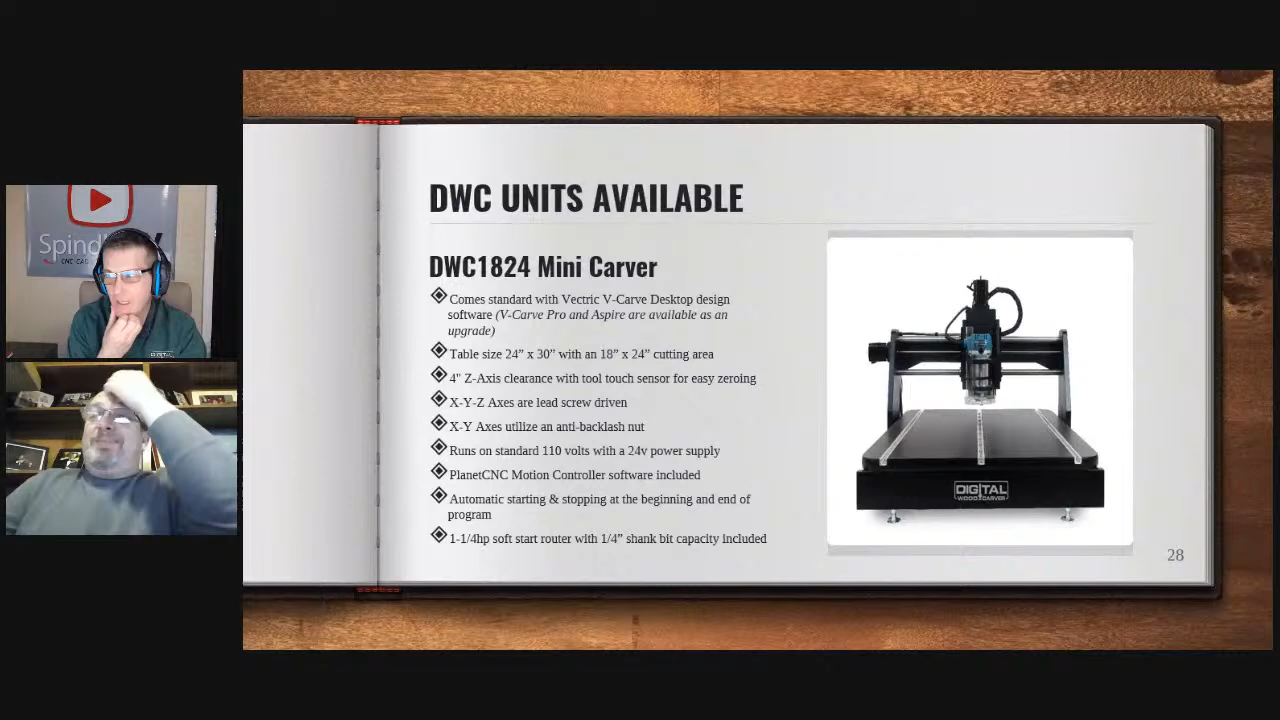 Spind
CNC-CA
DWC UNITS AVAILABLE
DWC1824 Mini Carver
Comes standard with Vectric V-Carve Desktop design
software (V-Carve Pro and Aspire are available as an
upgrade)
Table size 24” x 30” with an 18” x 24” cutting area
4" Z-Axis clearance with tool touch sensor for easy zeroing
X-Y-Z Axes are lead screw driven
X-Y Axes utilize an anti-backlash nut
Runs on standard 110 volts with a 24v power supply
PlanetCNC Motion Controller software included
Automatic starting & stopping at the beginning and end of
program
1-1/4hp soft start router with 1/4” shank bit capacity included
DIGITAL
WOOD CARVER
28